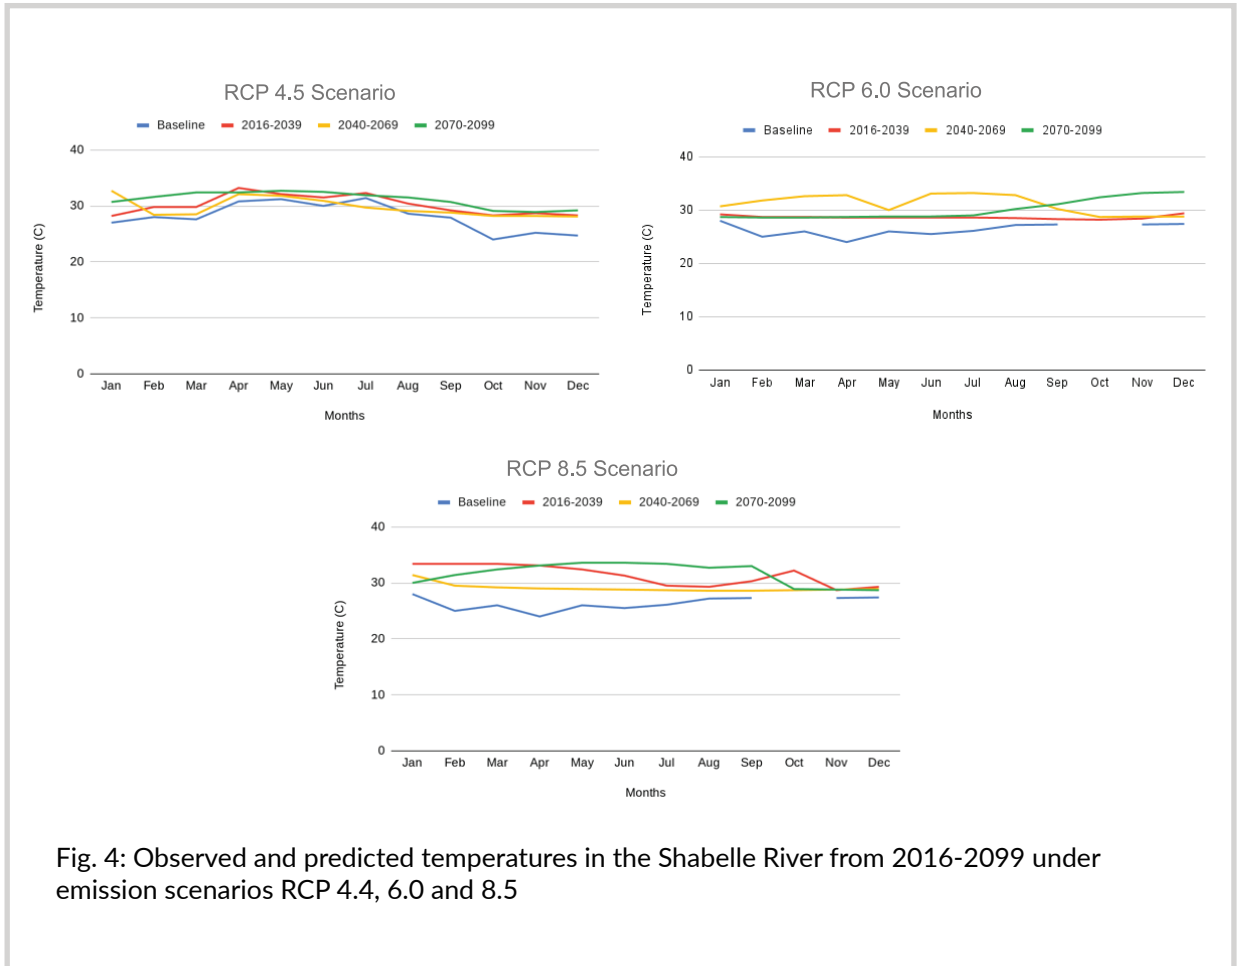 RCP 4.5 Scenario
Baseline 2016-2039 2040-2069 2070-2099
40
30
20
10
0
Temperature (C)
Jan Feb Mar Apr May Jun Jul Aug Sep Oct Nov Dec
Months
RCP 6.0 Scenario
Baseline 2016-2039 2040-2069 2070-2099
40
30
20
10
0
Temperature (C)
Jan Feb Mar Apr May Jun Jul Aug Sep Oct Nov Dec
Months
RCP 8.5 Scenario
Baseline 2016-2039 2040-2069 2070-2099
40
30
20
10
0
Temperature (C)
Jan Feb Mar Apr May Jun Jul Aug Sep Oct Nov Dec
Months
Fig. 4: Observed and predicted temperatures in the Shabelle River from 2016-2099 under
emission scenarios RCP 4.4, 6.0 and 8.5